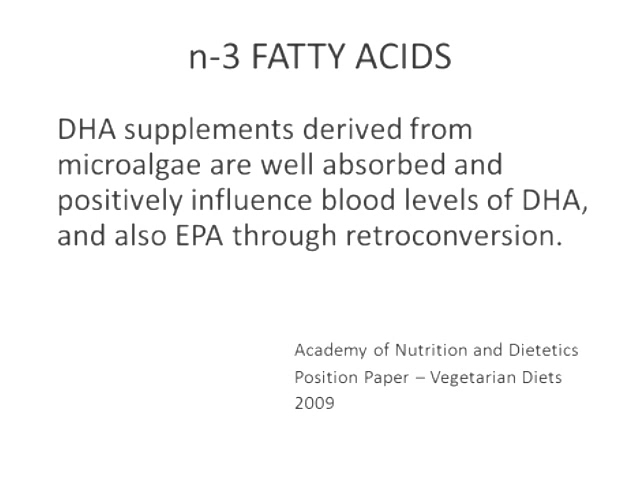 n-3 FATTY ACIDS
DHA supplements derived from
microalgae are well absorbed and
positively influence blood levels of DHA,
and also EPA through retroconversion.
Academy of Nutrition and Dietetics
Position Paper – Vegetarian Diets
2009